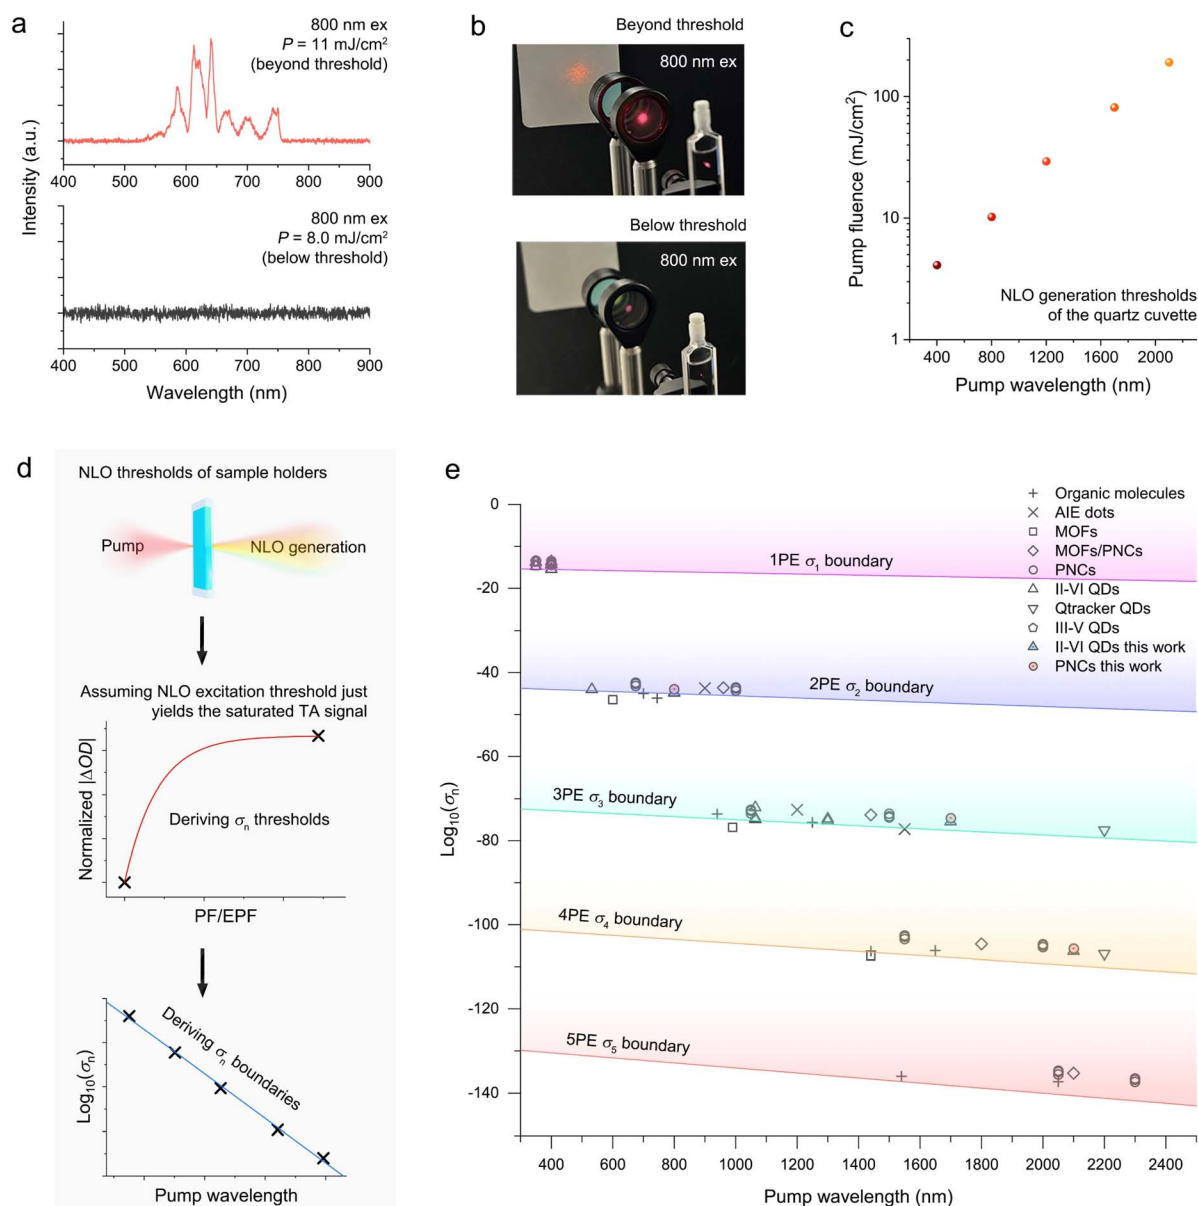 a
800 nm ex
P = 11 mJ/cm²
(beyond threshold)
400 500 600 700 800 900
800 nm ex
P = 8.0 mJ/cm²
(below threshold)
400 500 600 700 800 900
Intensity (a.u.)
Wavelength (nm)
b
Beyond threshold
800 nm ex
Below threshold
800 nm ex
c
100
10
1
Pump fluence (mJ/cm²)
NLO generation thresholds
of the quartz cuvette
400 800 1200 1600 2000
Pump wavelength (nm)
d
NLO thresholds of sample holders
Pump
NLO generation
Assuming NLO excitation threshold just
yields the saturated TA signal
Normalized |ΔOD|
Deriving σn thresholds
PF/EPF
Log₁₀(σn)
Deriving σn boundaries
Pump wavelength
e
0
-20
-40
-60
-80
-100
-120
-140
Log₁₀(σn)
Organic molecules
AIE dots
MOFs
MOFs/PNCs
PNCs
II-VI QDs
Qtracker QDs
III-V QDs
II-VI QDs this work
PNCs this work
1PE σ₁ boundary
2PE σ₂ boundary
3PE σ₃ boundary
4PE σ₄ boundary
5PE σ₅ boundary
400 600 800 1000 1200 1400 1600 1800 2000 2200 2400
Pump wavelength (nm)